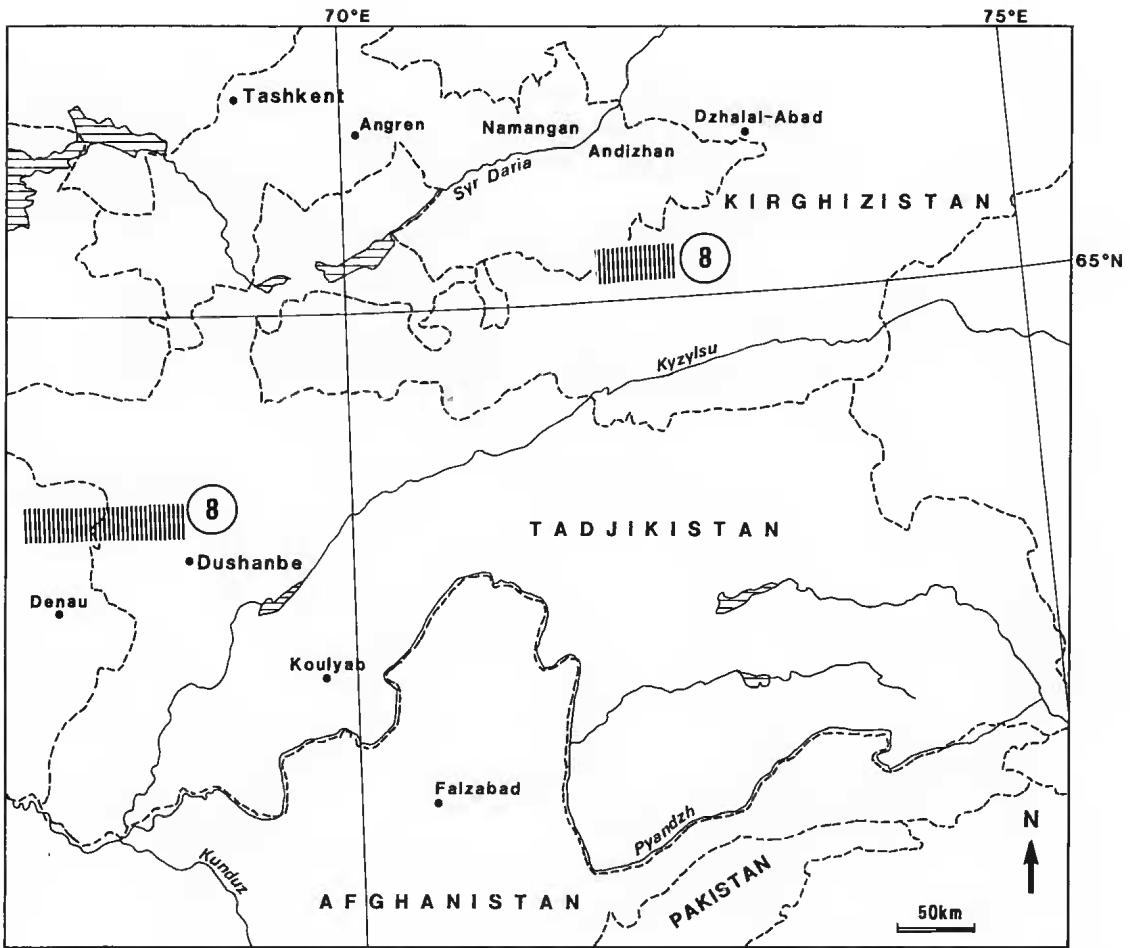 70°E
75°E
Tashkent
Angren
Namangan
Dzhalal-Abad
Andizhan
Syr Daria
KIRGHIZISTAN
8
65°N
Kyzylsu
8
TADJIKISTAN
Dushanbe
Denau
Koulyab
Faizabad
Pyandzh
Kunduz
N
PAKISTAN
AFGHANISTAN
50km